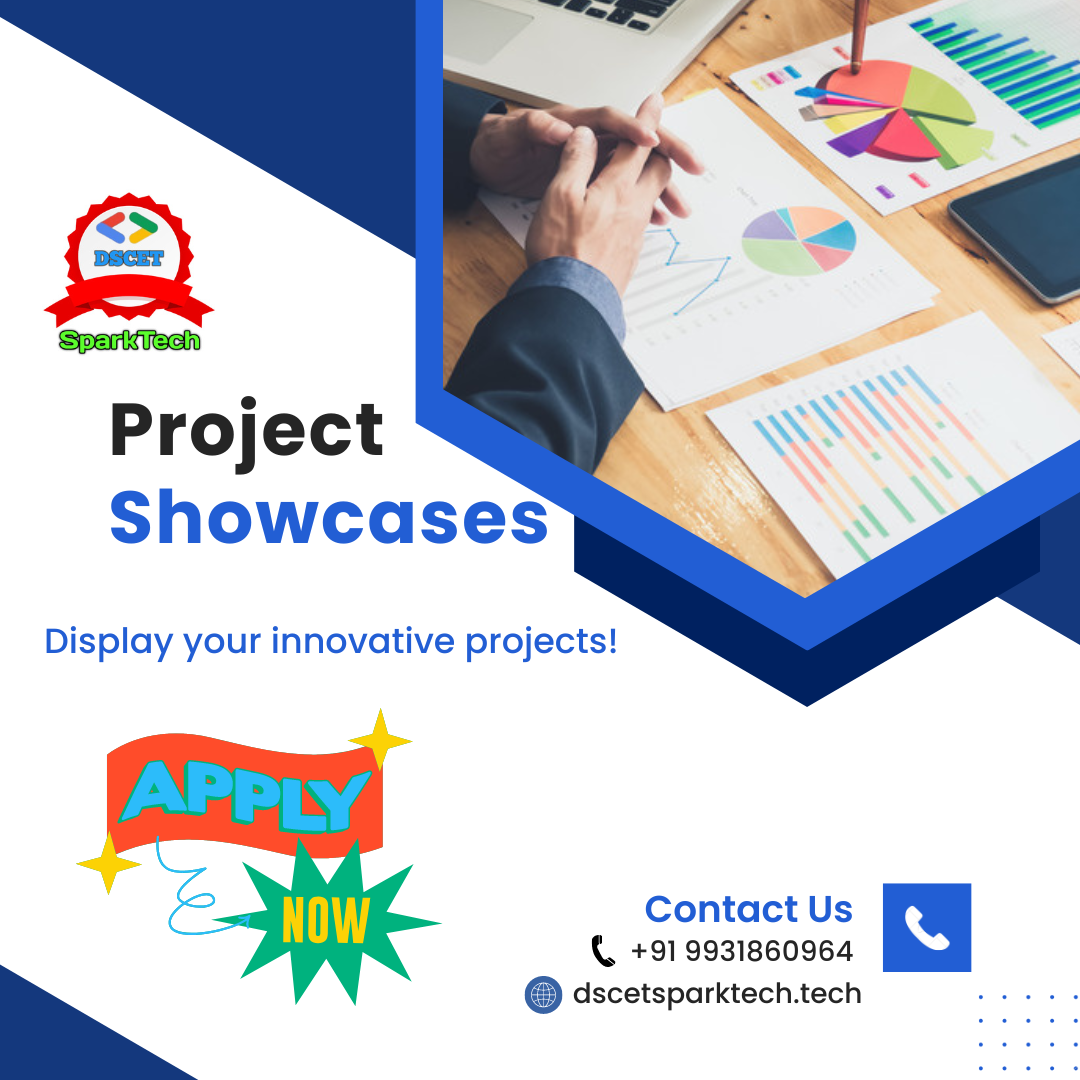 DSCET
SparkTech
Project
Showcases
Display your innovative projects!
APPLY
NOW
Contact Us
+91 9931860964
dscetsparktech.tech